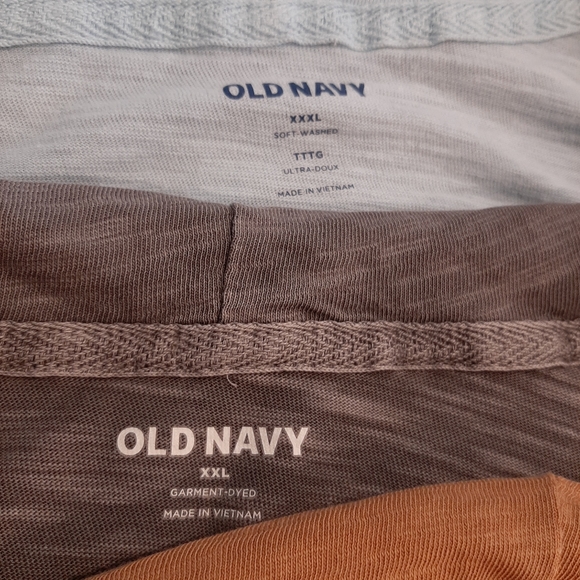 OLD NAVY
XXXL
SOFT-WASHED
TTTG
ULTRA-DOUX
MADE IN VIETNAM
OLD NAVY
XXL
GARMENT-DYED
MADE IN VIETNAM